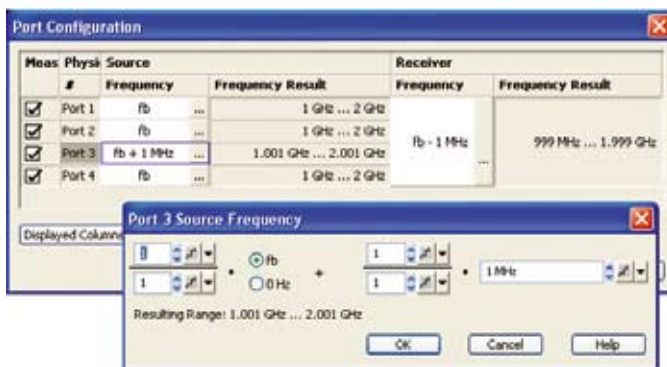 Port Configuration
Meas Physi Source Receiver
# Frequency Frequency Result Frequency Frequency Result
Port 1 fb ... 1 GHz ... 2 GHz
Port 2 fb ... 1 GHz ... 2 GHz
fb - 1 MHz ... 999 MHz ... 1.999 GHz
Port 3 fb + 1 MHz ... 1.001 GHz ... 2.001 GHz
Port 4 fb ... 1 GHz ... 2 GHz
Displayed Columns
Port 3 Source Frequency
1 fb 1
+ 1 MHz
1 0 Hz 1
Resulting Range: 1.001 GHz ... 2.001 GHz
OK Cancel Help